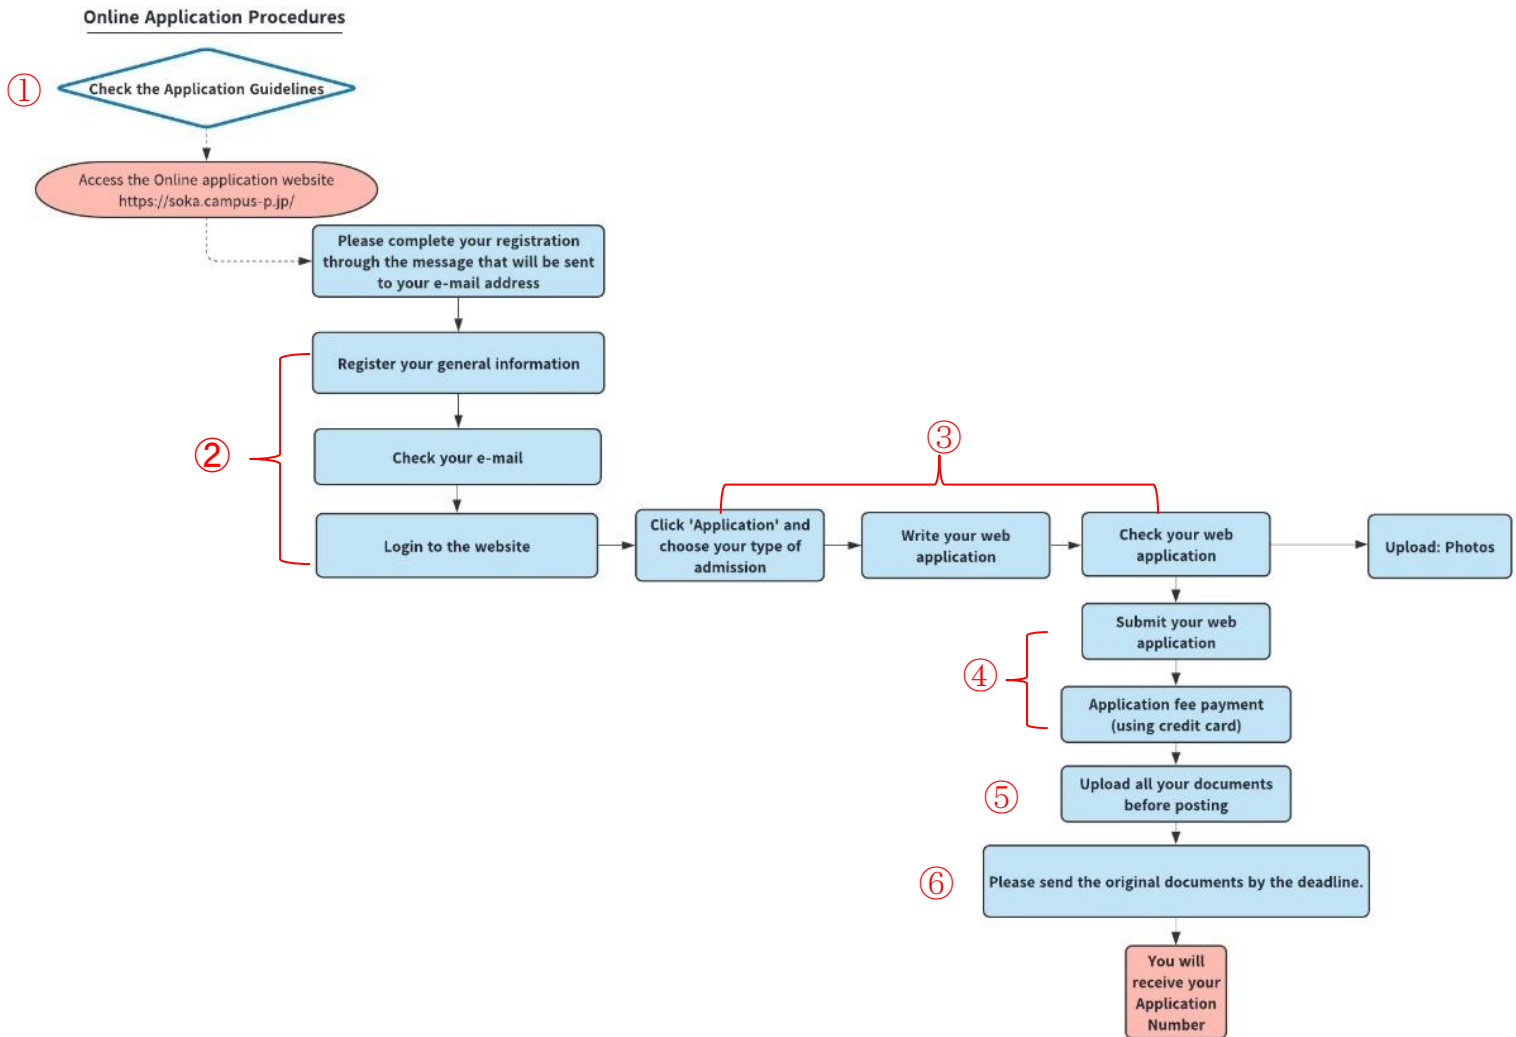 Online Application Procedures
①
Check the Application Guidelines
Access the Online application website
https://soka.campus-p.jp/
Please complete your registration
through the message that will be sent
to your e-mail address
②
Register your general information
Check your e-mail
Login to the website
③
Click 'Application' and
choose your type of
admission
Write your web
application
Check your web
application
Upload: Photos
④
Submit your web
application
Application fee payment
(using credit card)
⑤
Upload all your documents
before posting
⑥
Please send the original documents by the deadline.
You will
receive your
Application
Number